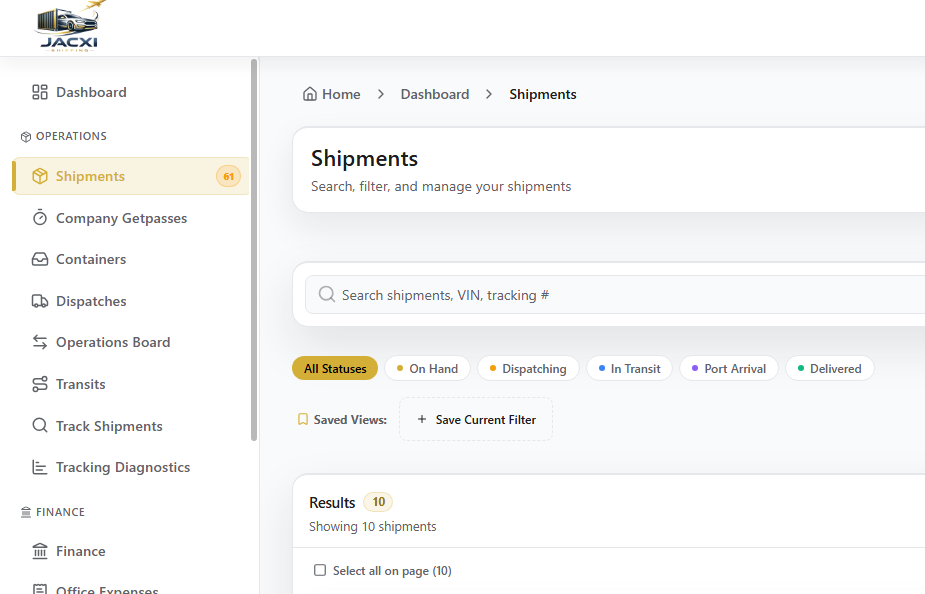 JACXI
SHIPPING
Dashboard
OPERATIONS
Shipments 61
Company Getpasses
Containers
Dispatches
Operations Board
Transits
Track Shipments
Tracking Diagnostics
FINANCE
Finance
Office Expenses
Home > Dashboard > Shipments
Shipments
Search, filter, and manage your shipments
Search shipments, VIN, tracking #
All Statuses On Hand Dispatching In Transit Port Arrival Delivered
Saved Views: + Save Current Filter
Results 10
Showing 10 shipments
Select all on page (10)